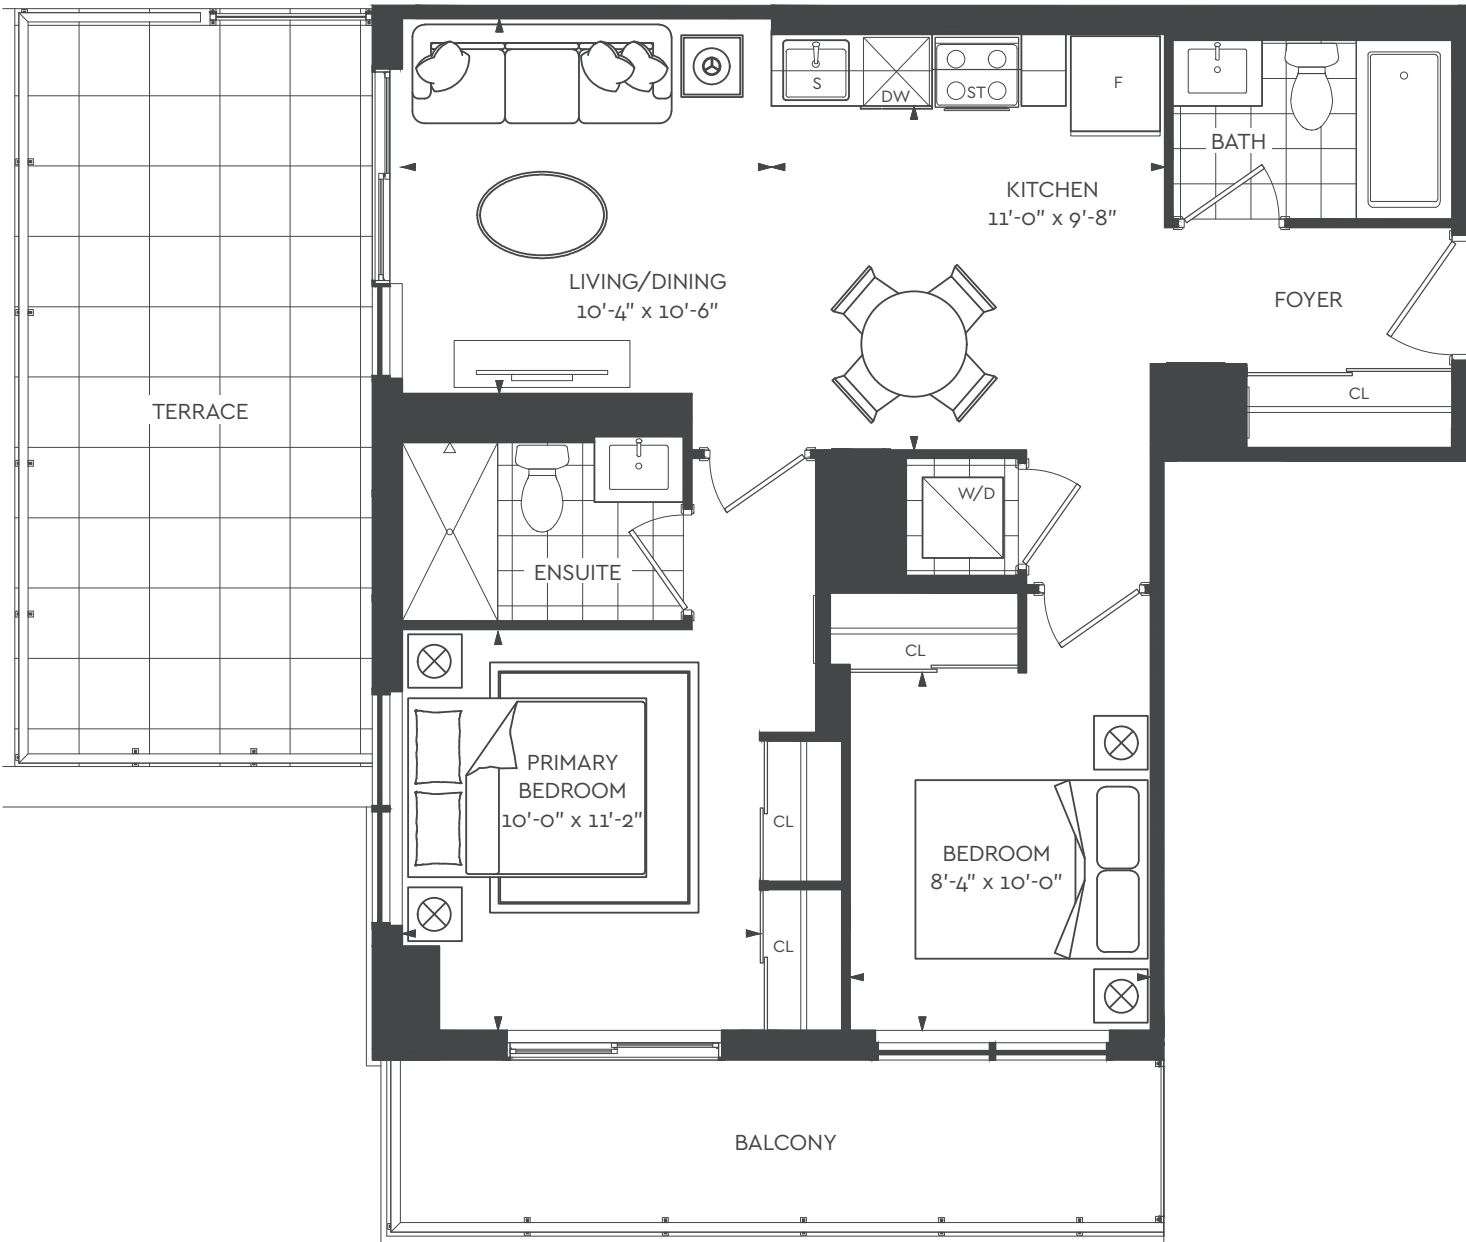 S
DW
ST
F
BATH
KITCHEN
11'-0" x 9'-8"
LIVING/DINING
10'-4" x 10'-6"
FOYER
CL
TERRACE
W/D
ENSUITE
CL
PRIMARY
BEDROOM
10'-0" x 11'-2"
CL
BEDROOM
8'-4" x 10'-0"
CL
BALCONY